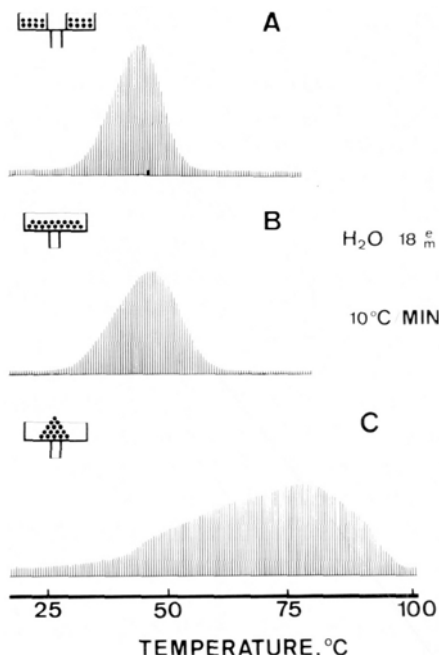 A
B
H₂O 18 e/m
10°C/MIN
C
25 50 75 100
TEMPERATURE, °C